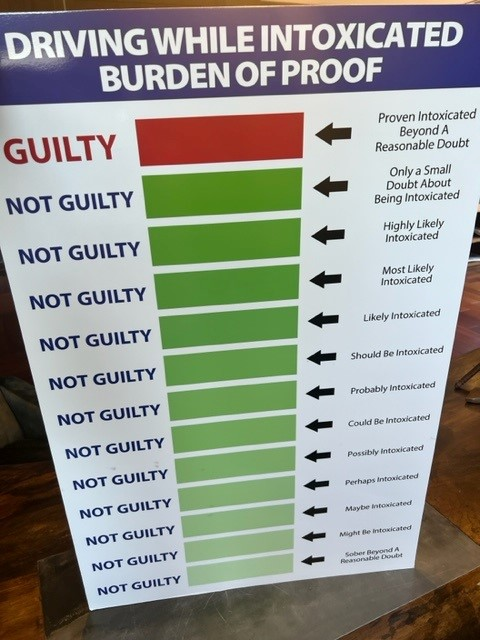 DRIVING WHILE INTOXICATED
BURDEN OF PROOF
GUILTY
Proven Intoxicated
Beyond A
Reasonable Doubt
NOT GUILTY
Only a Small
Doubt About
Being Intoxicated
NOT GUILTY
Highly Likely
Intoxicated
NOT GUILTY
Most Likely
Intoxicated
NOT GUILTY
Likely Intoxicated
NOT GUILTY
Should Be Intoxicated
NOT GUILTY
Probably Intoxicated
NOT GUILTY
Could Be Intoxicated
NOT GUILTY
Possibly Intoxicated
NOT GUILTY
Perhaps Intoxicated
NOT GUILTY
Maybe Intoxicated
NOT GUILTY
Might Be Intoxicated
NOT GUILTY
Sober Beyond A
Reasonable Doubt